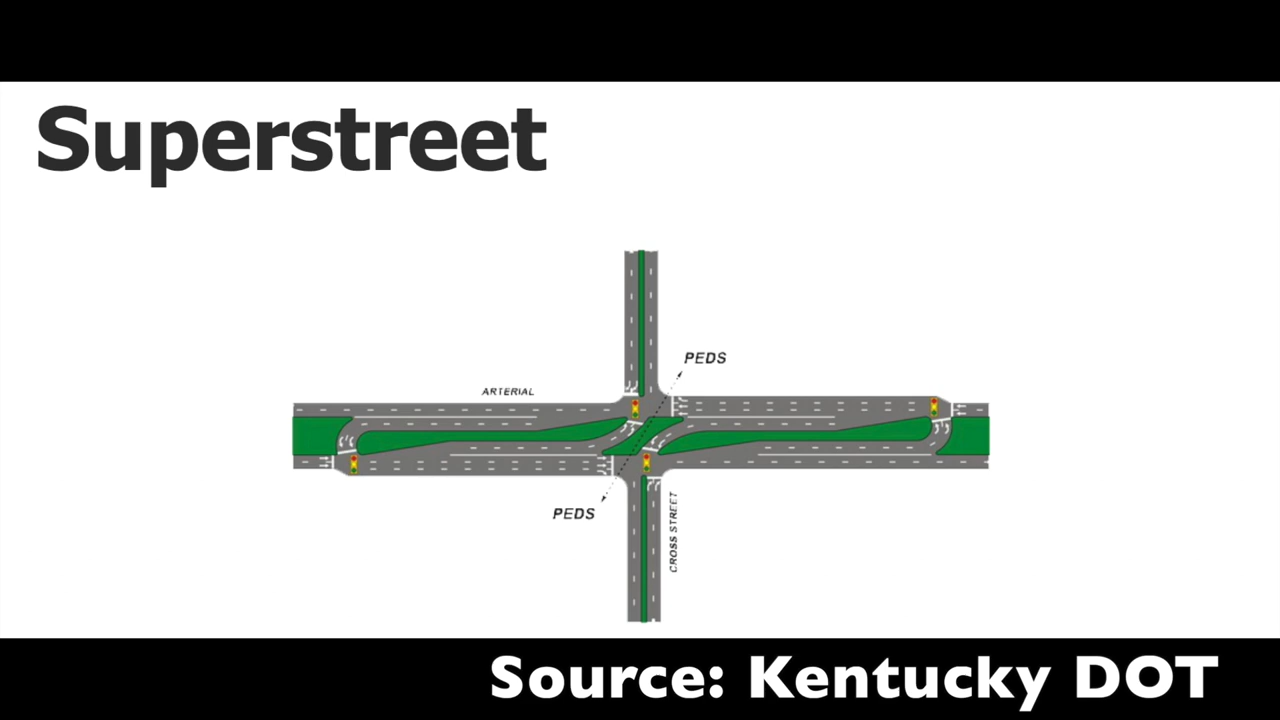 Superstreet
PEDS
ARTERIAL
PEDS
CROSS STREET
Source: Kentucky DOT